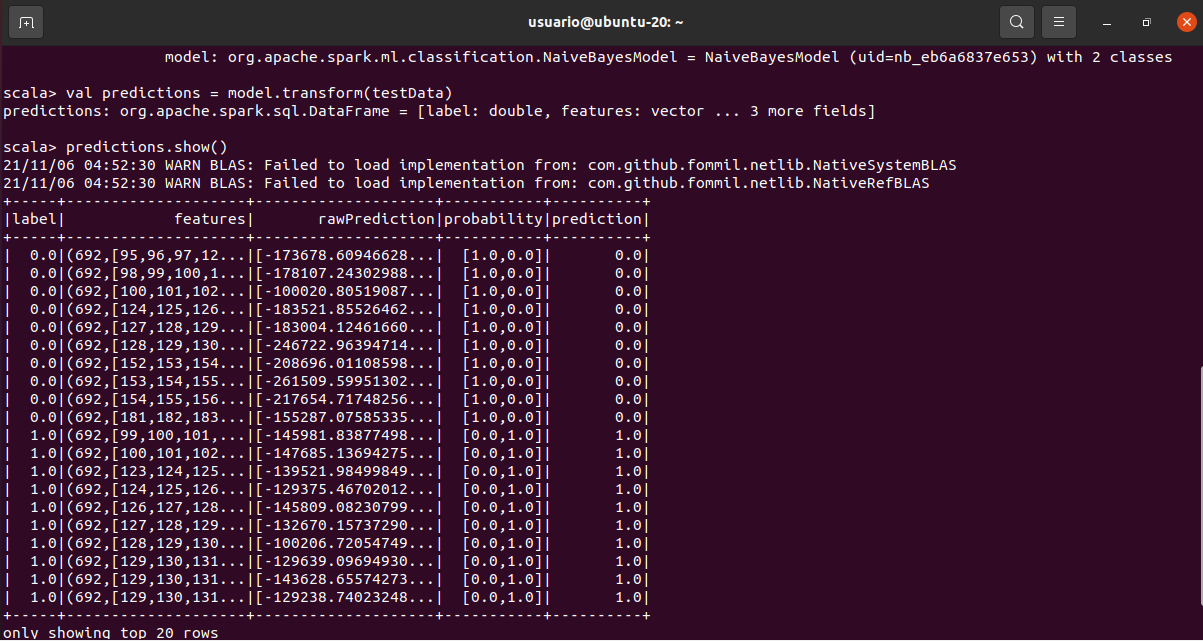 usuario@ubuntu-20: ~
model: org.apache.spark.ml.classification.NaiveBayesModel = NaiveBayesModel (uid=nb_eb6a6837e653) with 2 classes
scala> val predictions = model.transform(testData)
predictions: org.apache.spark.sql.DataFrame = [label: double, features: vector ... 3 more fields]
scala> predictions.show()
21/11/06 04:52:30 WARN BLAS: Failed to load implementation from: com.github.fommil.netlib.NativeSystemBLAS
21/11/06 04:52:30 WARN BLAS: Failed to load implementation from: com.github.fommil.netlib.NativeRefBLAS
+-----+--------------------+--------------------+-----------+----------+
|label|            features|       rawPrediction|probability|prediction|
+-----+--------------------+--------------------+-----------+----------+
|  0.0|(692,[95,96,97,12...|[-173678.60946628...|  [1.0,0.0]|       0.0|
|  0.0|(692,[98,99,100,1...|[-178107.24302988...|  [1.0,0.0]|       0.0|
|  0.0|(692,[100,101,102...|[-100020.80519087...|  [1.0,0.0]|       0.0|
|  0.0|(692,[124,125,126...|[-183521.85526462...|  [1.0,0.0]|       0.0|
|  0.0|(692,[127,128,129...|[-183004.12461660...|  [1.0,0.0]|       0.0|
|  0.0|(692,[128,129,130...|[-246722.96394714...|  [1.0,0.0]|       0.0|
|  0.0|(692,[152,153,154...|[-208696.01108598...|  [1.0,0.0]|       0.0|
|  0.0|(692,[153,154,155...|[-261509.59951302...|  [1.0,0.0]|       0.0|
|  0.0|(692,[154,155,156...|[-217654.71748256...|  [1.0,0.0]|       0.0|
|  0.0|(692,[181,182,183...|[-155287.07585335...|  [1.0,0.0]|       0.0|
|  1.0|(692,[99,100,101,...|[-145981.83877498...|  [0.0,1.0]|       1.0|
|  1.0|(692,[100,101,102...|[-147685.13694275...|  [0.0,1.0]|       1.0|
|  1.0|(692,[123,124,125...|[-139521.98499849...|  [0.0,1.0]|       1.0|
|  1.0|(692,[124,125,126...|[-129375.46702012...|  [0.0,1.0]|       1.0|
|  1.0|(692,[126,127,128...|[-145809.08230799...|  [0.0,1.0]|       1.0|
|  1.0|(692,[127,128,129...|[-132670.15737290...|  [0.0,1.0]|       1.0|
|  1.0|(692,[128,129,130...|[-100206.72054749...|  [0.0,1.0]|       1.0|
|  1.0|(692,[129,130,131...|[-129639.09694930...|  [0.0,1.0]|       1.0|
|  1.0|(692,[129,130,131...|[-143628.65574273...|  [0.0,1.0]|       1.0|
|  1.0|(692,[129,130,131...|[-129238.74023248...|  [0.0,1.0]|       1.0|
+-----+--------------------+--------------------+-----------+----------+
only showing top 20 rows